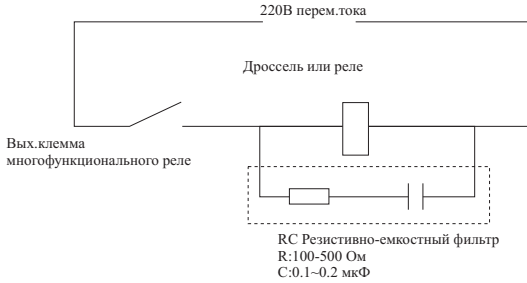 220В перем.тока
Дроссель или реле
Вых.клемма
многофункционального реле
RC Резистивно-емкостный фильтр
R:100-500 Ом
C:0.1~0.2 мкФ